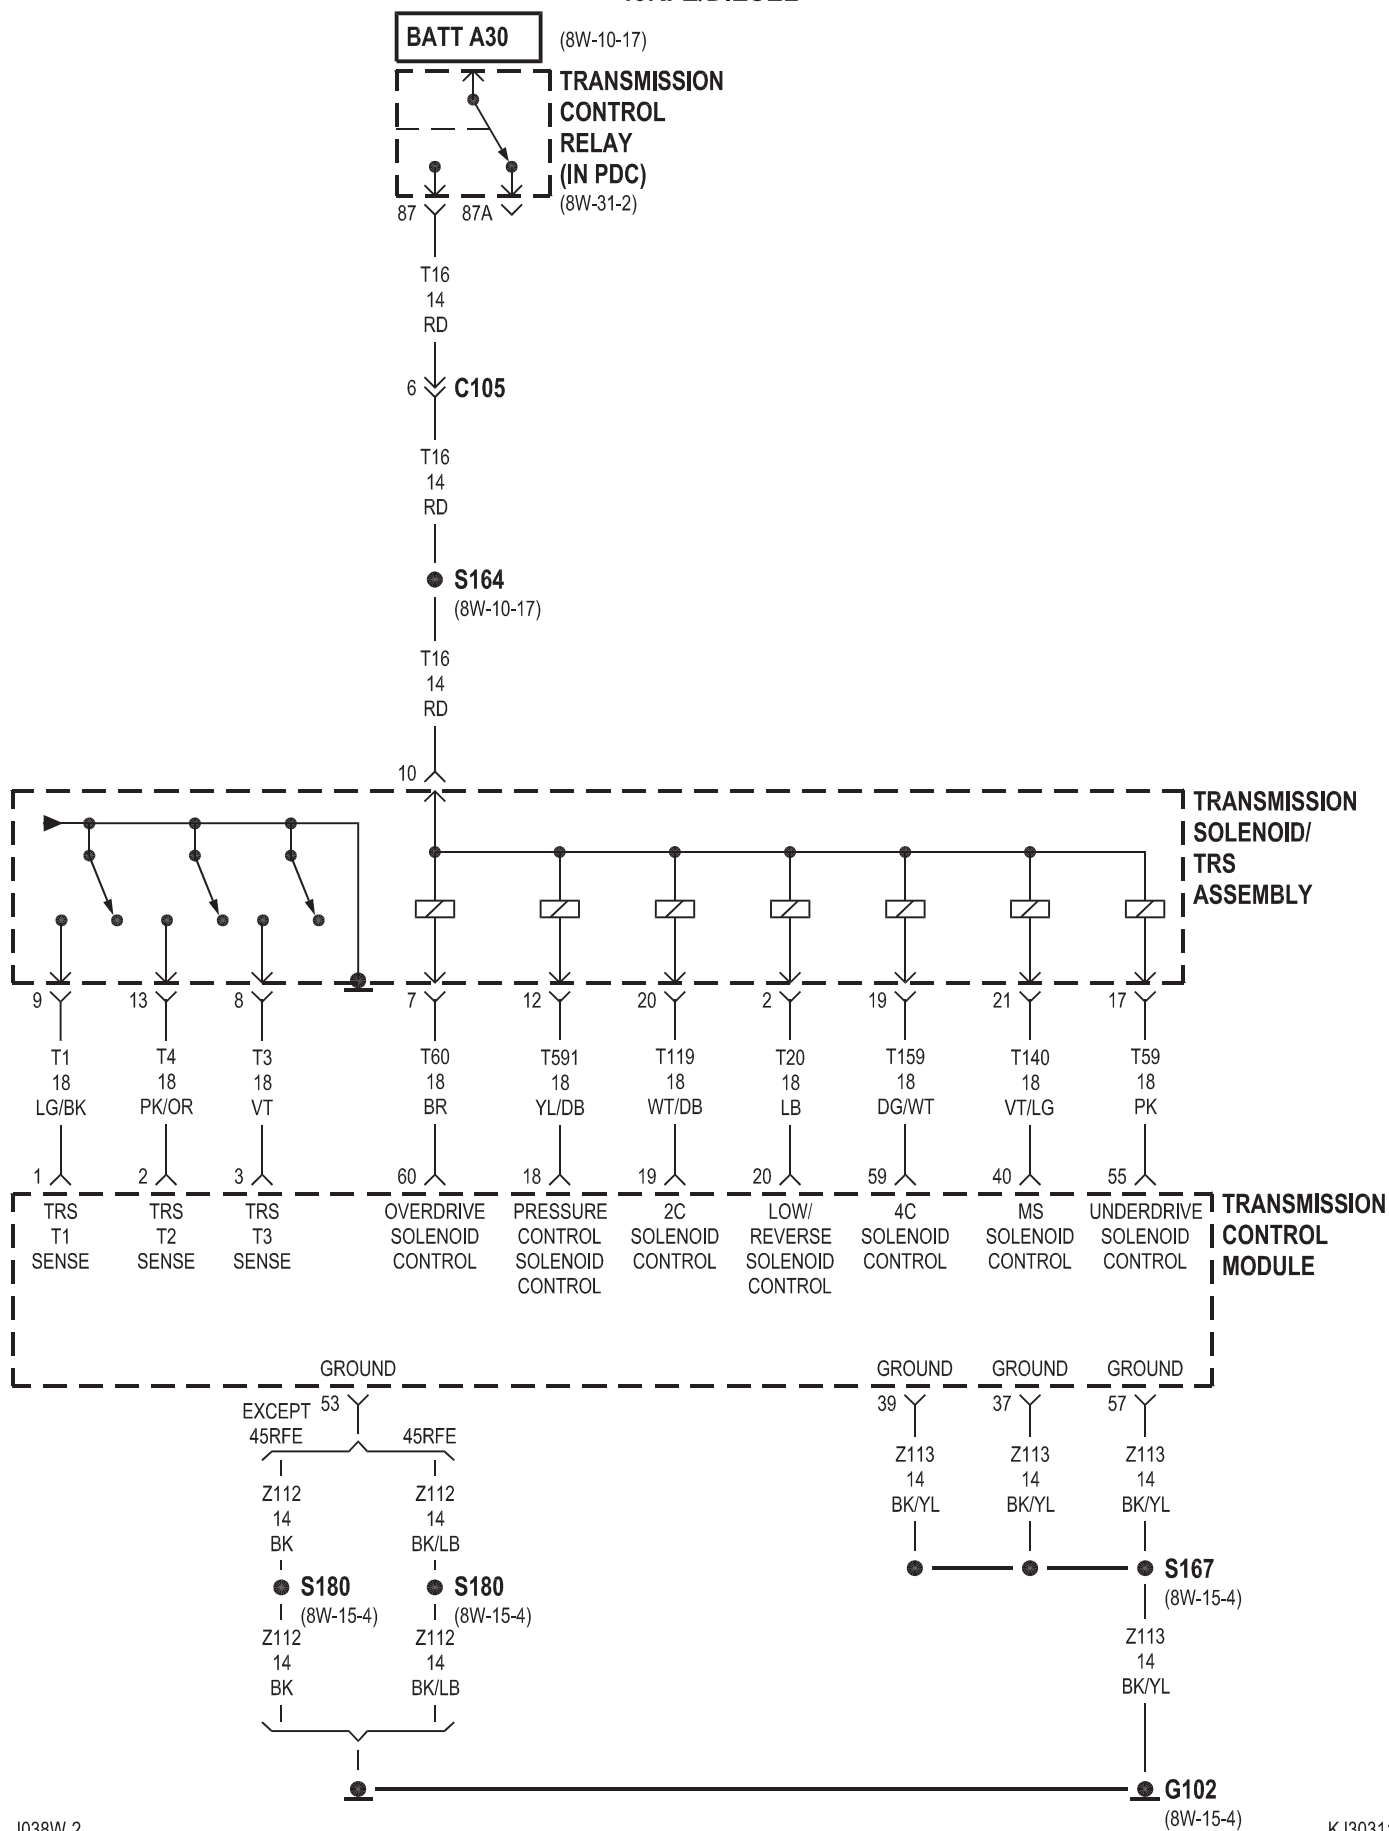 BATT A30 (8W-10-17)
TRANSMISSION
CONTROL
RELAY
(IN PDC)
(8W-31-2)
87 87A
T16
14
RD
6 C105
T16
14
RD
S164
(8W-10-17)
T16
14
RD
10
TRANSMISSION
SOLENOID/
TRS
ASSEMBLY
9 13 8 7 12 20 2 19 21 17
T1 T4 T3 T60 T591 T119 T20 T159 T140 T59
18 18 18 18 18 18 18 18 18 18
LG/BK PK/OR VT BR YL/DB WT/DB LB DG/WT VT/LG PK
1 2 3 60 18 19 20 59 40 55
TRS TRS TRS OVERDRIVE PRESSURE 2C LOW/ 4C MS UNDERDRIVE TRANSMISSION
T1 T2 T3 SOLENOID CONTROL SOLENOID REVERSE SOLENOID SOLENOID SOLENOID CONTROL
SENSE SENSE SENSE CONTROL SOLENOID CONTROL SOLENOID CONTROL CONTROL CONTROL MODULE
CONTROL CONTROL
GROUND GROUND GROUND GROUND
53 39 37 57
EXCEPT
45RFE 45RFE
Z113 Z113 Z113
14 14 14
BK/YL BK/YL BK/YL
Z112 Z112
14 14
BK BK/LB
S167
(8W-15-4)
S180 S180
(8W-15-4) (8W-15-4)
Z112 Z112 Z113
14 14 14
BK BK/LB BK/YL
G102
(8W-15-4)